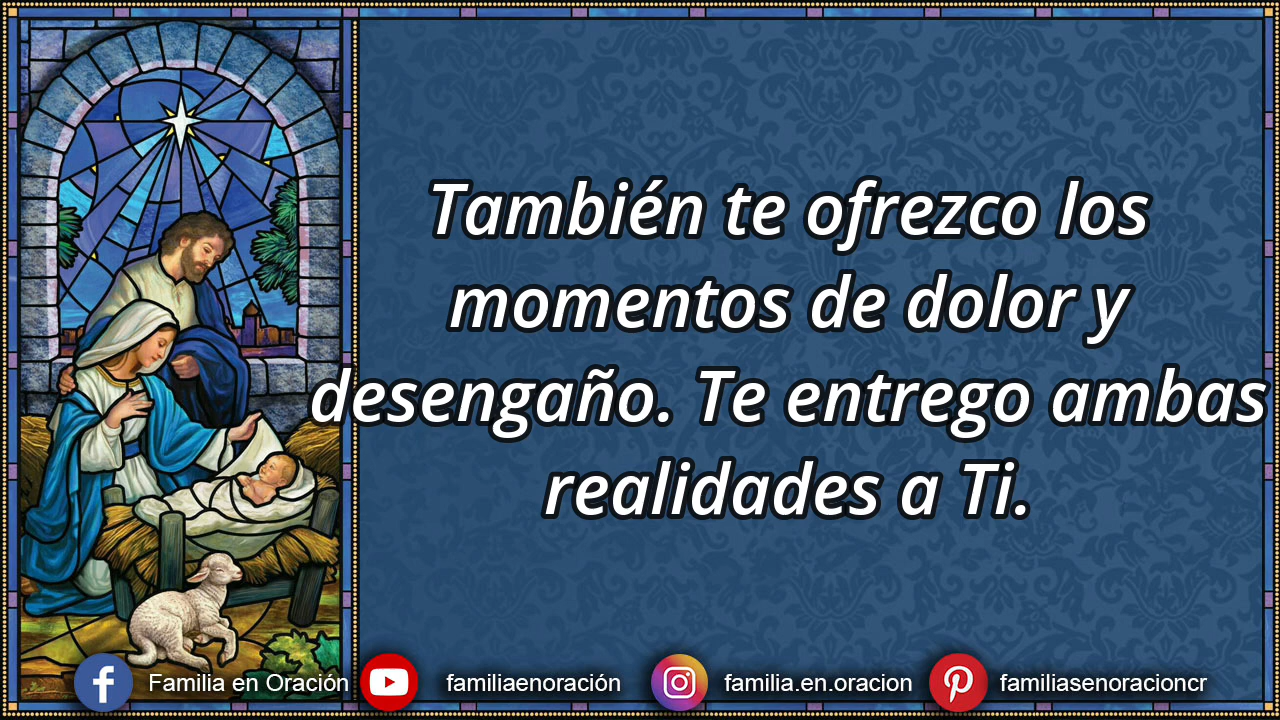 También te ofrezco los
momentos de dolor y
desengaño. Te entrego ambas
realidades a Ti.
Familia en Oración familiaenoración familia.en.oracion familiasenoracioncr